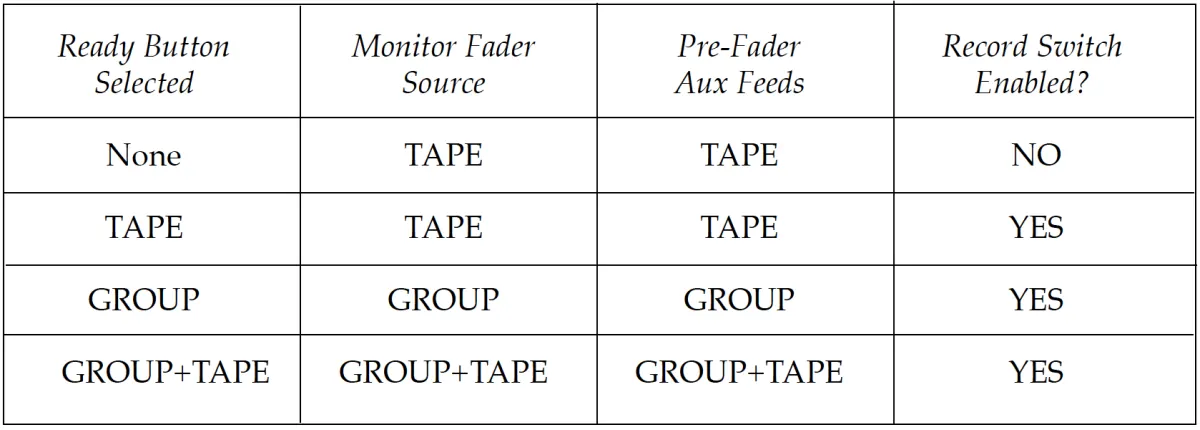 Ready Button Selected Monitor Fader Source Pre-Fader Aux Feeds Record Switch Enabled?
None TAPE TAPE NO
TAPE TAPE TAPE YES
GROUP GROUP GROUP YES
GROUP+TAPE GROUP+TAPE GROUP+TAPE YES